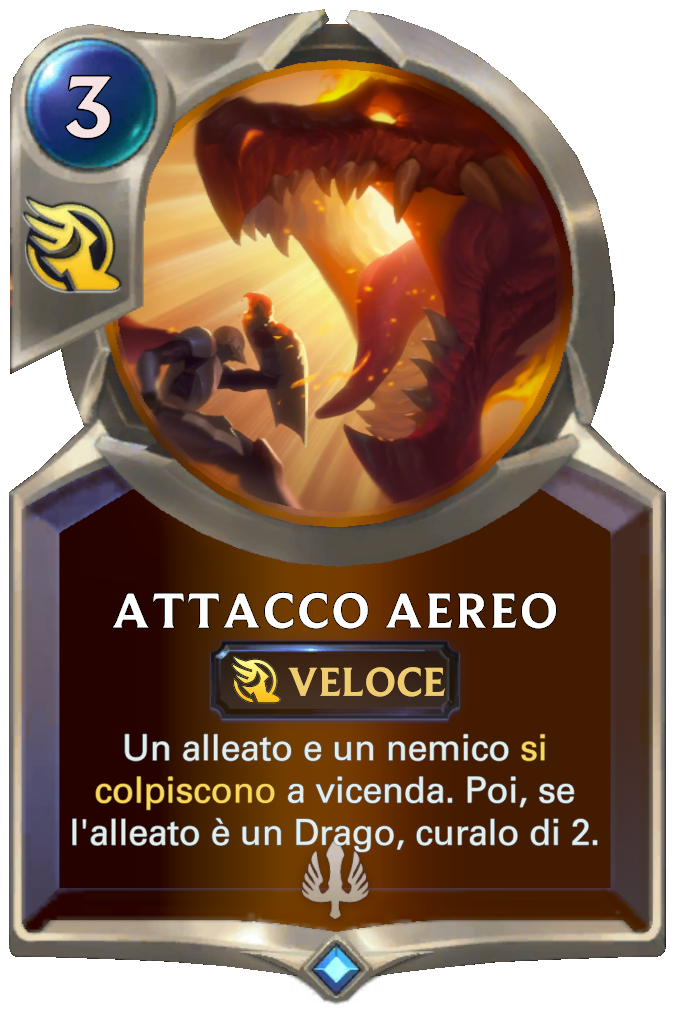 3
ATTACCO AEREO
VELOCE
Un alleato e un nemico si
colpiscono a vicenda. Poi, se
l'alleato è un Drago, curalo di 2.